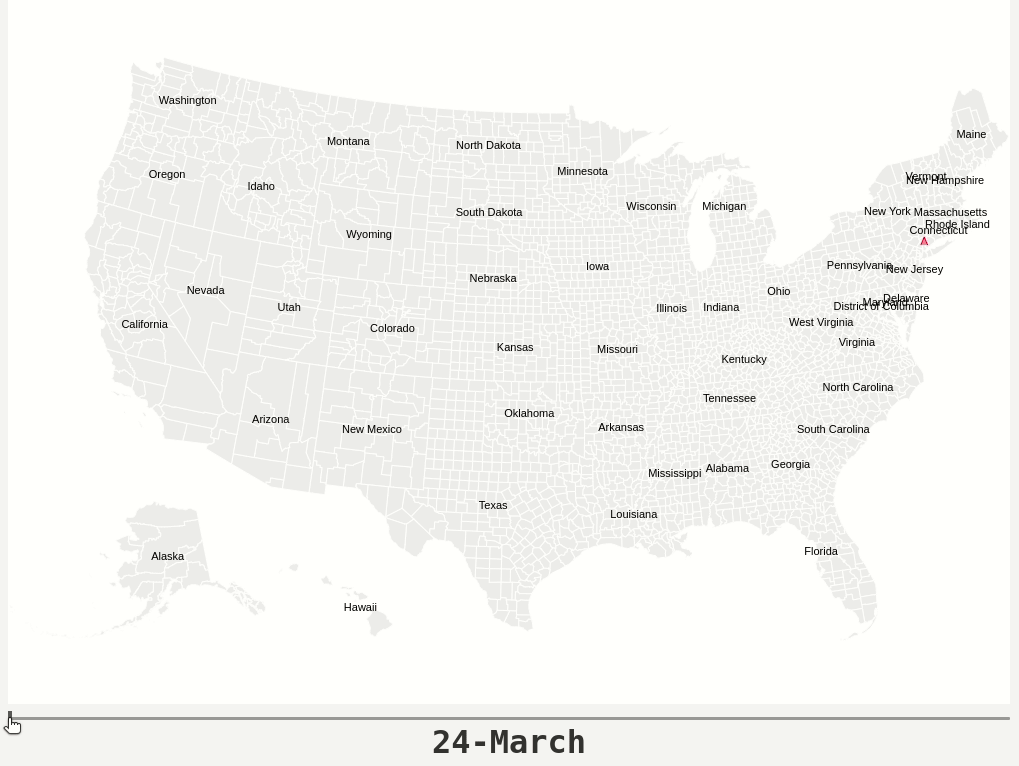 Washington
Maine
Montana
North Dakota
Minnesota
Oregon
Idaho
Vermont
New Hampshire
South Dakota
Wisconsin
Michigan
New York
Massachusetts
Rhode Island
Connecticut
Wyoming
Nebraska
Iowa
Pennsylvania
New Jersey
Nevada
Utah
Ohio
Delaware
Maryland
District of Columbia
Illinois
Indiana
West Virginia
California
Colorado
Kansas
Missouri
Kentucky
Virginia
Tennessee
North Carolina
Arizona
New Mexico
Oklahoma
Arkansas
South Carolina
Mississippi
Alabama
Georgia
Texas
Louisiana
Florida
Alaska
Hawaii
24-March